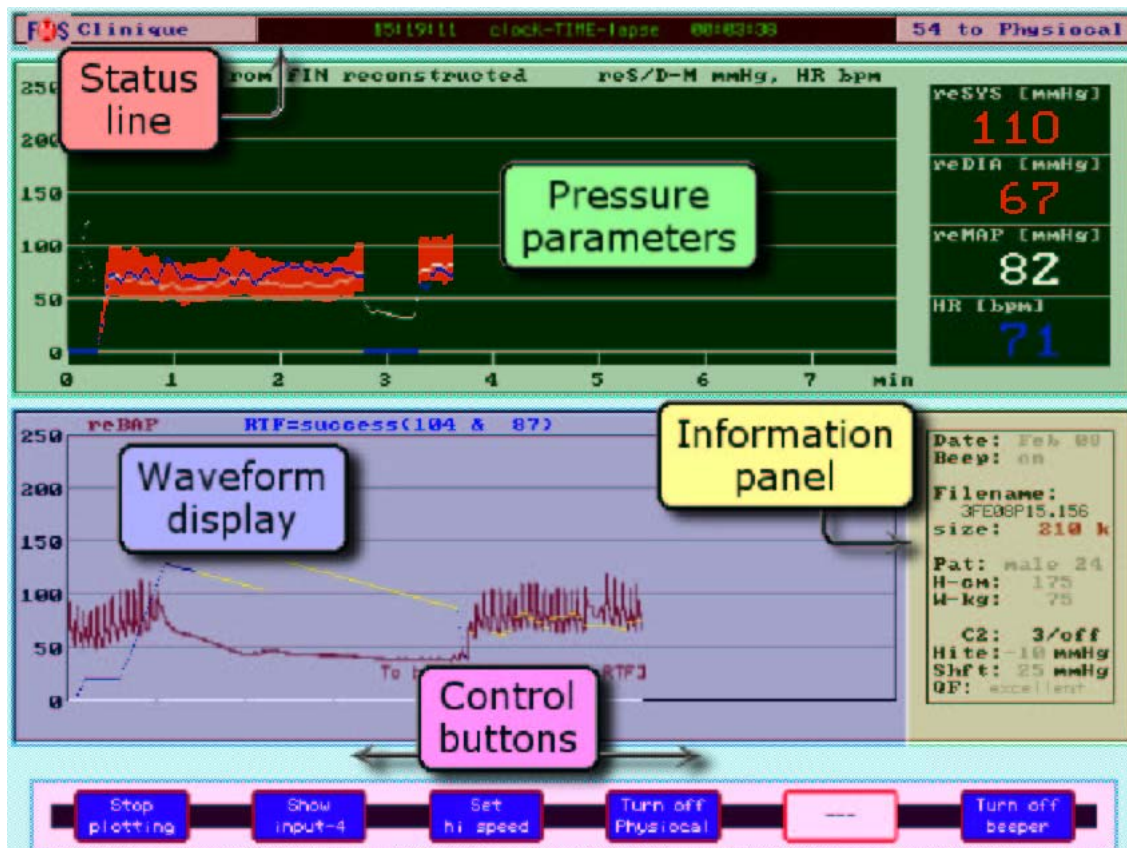 FMS Clinique
15:19:11 clock-TIME-lapse 00:03:38
54 to Physiocal
Status
line
rom FIN reconstructed reS/D-M mmHg, HR bpm
250
200
150
100
50
0
0 1 2 3 4 5 6 7 min
Pressure
parameters
reSYS [mmHg]
110
reDIA [mmHg]
67
reMAP [mmHg]
82
HR [bpm]
71
reBAP RTF=success(104 & 87)
250
200
150
100
50
0
Waveform
display
To b
RTF]
Information
panel
Date: Feb 08
Beep: on
Filename:
3FE08P15.156
size: 210 k
Pat: male 24
H-cm: 175
W-kg: 75
C2: 3/off
Hite:-10 mmHg
Shft: 25 mmHg
QF: excellent
Control
buttons
Stop
plotting
Show
input-4
Set
hi speed
Turn off
Physiocal
---
Turn off
beeper